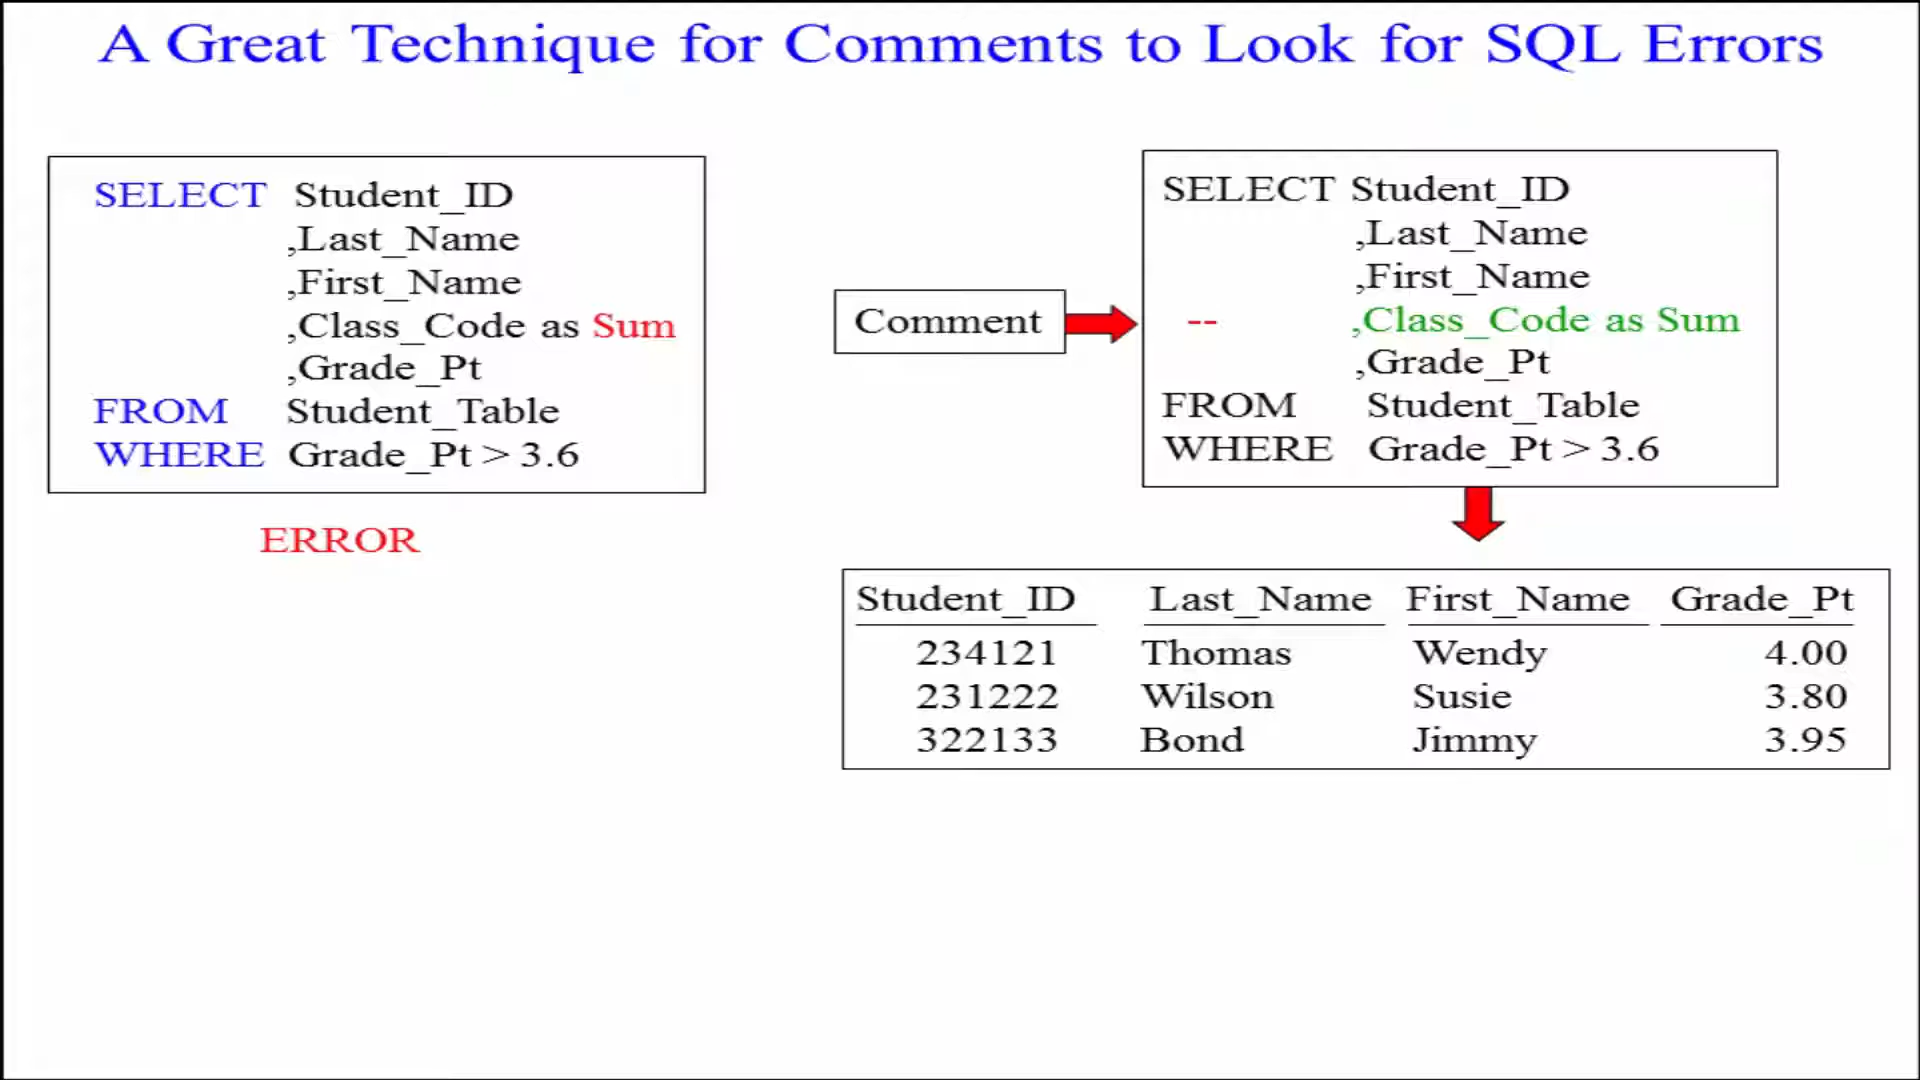 A Great Technique for Comments to Look for SQL Errors
SELECT Student_ID
,Last_Name
,First_Name
,Class_Code as Sum
,Grade_Pt
FROM Student_Table
WHERE Grade_Pt > 3.6
ERROR
Comment
SELECT Student_ID
,Last_Name
,First_Name
-- ,Class_Code as Sum
,Grade_Pt
FROM Student_Table
WHERE Grade_Pt > 3.6
Student_ID Last_Name First_Name Grade_Pt
234121 Thomas Wendy 4.00
231222 Wilson Susie 3.80
322133 Bond Jimmy 3.95